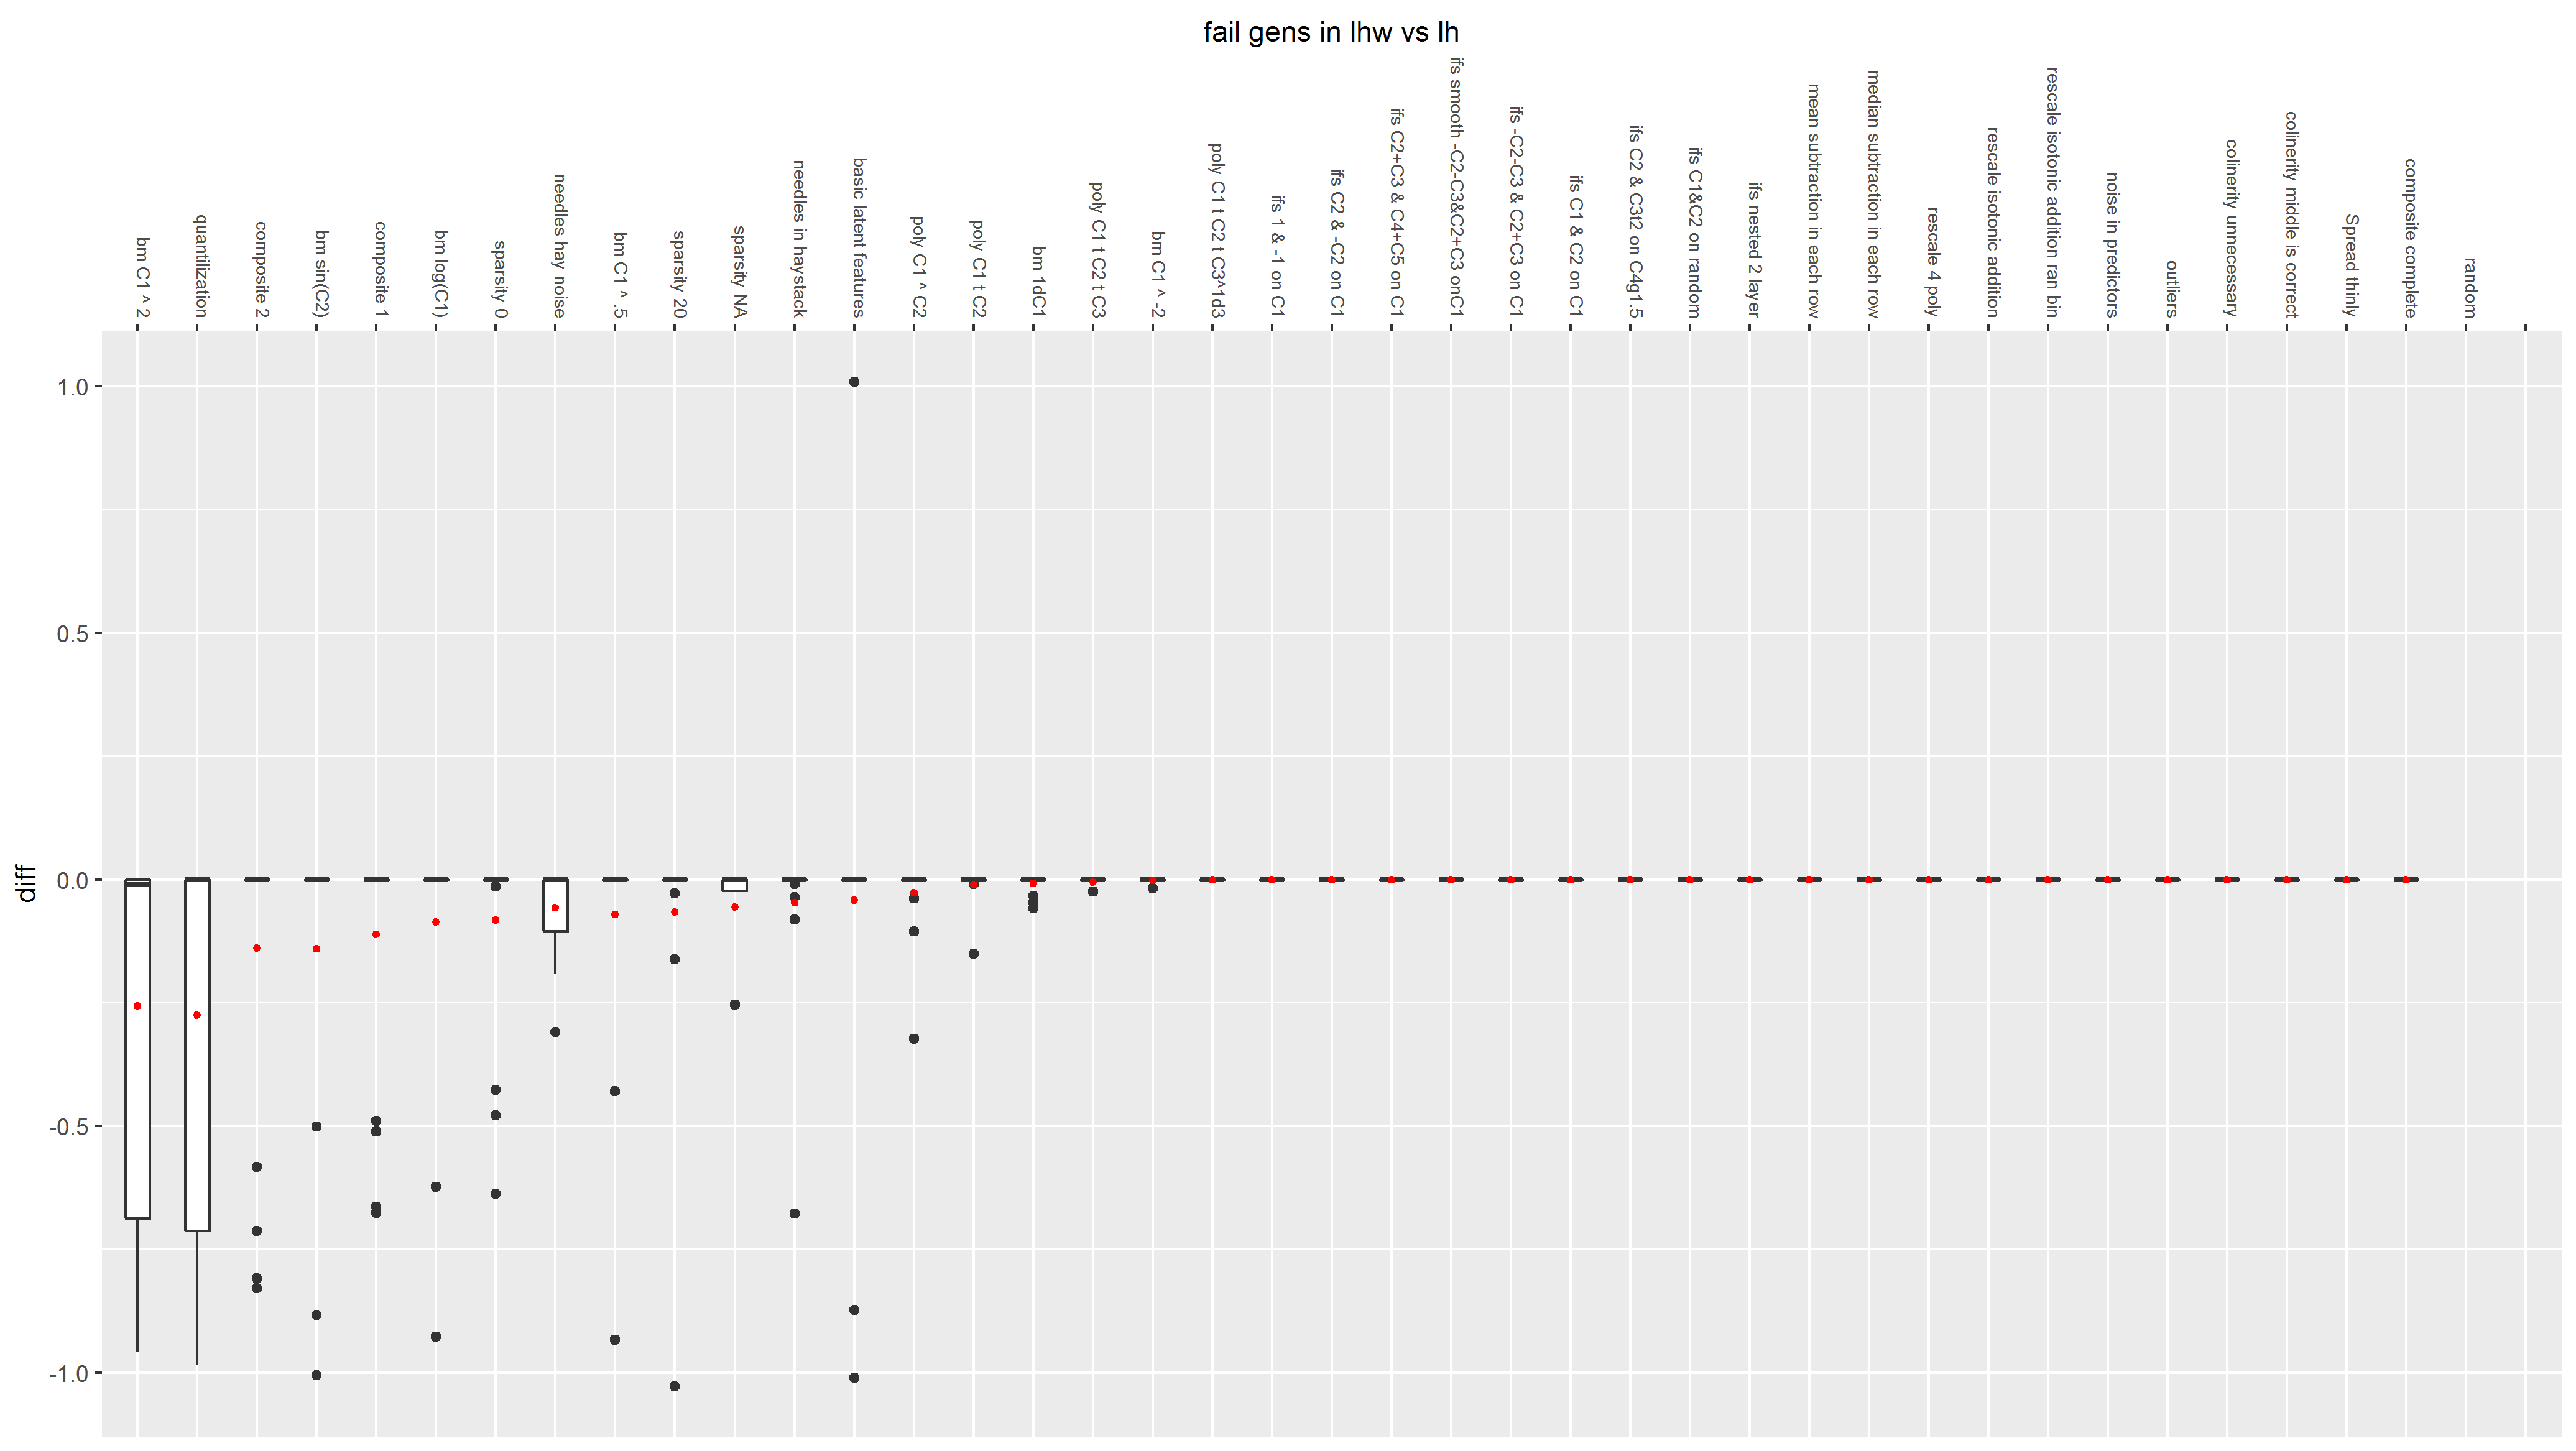 fail gens in lhw vs lh
bm C1 ^ 2
quantilization
composite 2
bm sin(C2)
composite 1
bm log(C1)
sparsity 0
needles hay noise
bm C1 ^ .5
sparsity 20
sparsity NA
needles in haystack
basic latent features
poly C1 ^ C2
poly C1 t C2
bm 1dC1
poly C1 t C2 t C3
bm C1 ^ -2
poly C1 t C2 t C3^1d3
ifs 1 & -1 on C1
ifs C2 & -C2 on C1
ifs C2+C3 & C4+C5 on C1
ifs smooth -C2-C3&C2+C3 onC1
ifs -C2-C3 & C2+C3 on C1
ifs C1 & C2 on C1
ifs C2 & C3t2 on C4g1.5
ifs C1&C2 on random
ifs nested 2 layer
mean subtraction in each row
median subtraction in each row
rescale 4 poly
rescale isotonic addition
rescale isotonic addition ran bin
noise in predictors
outliers
colinerity unnecessary
colinerity middle is correct
Spread thinly
composite complete
random
1.0
0.5
0.0
-0.5
-1.0
diff